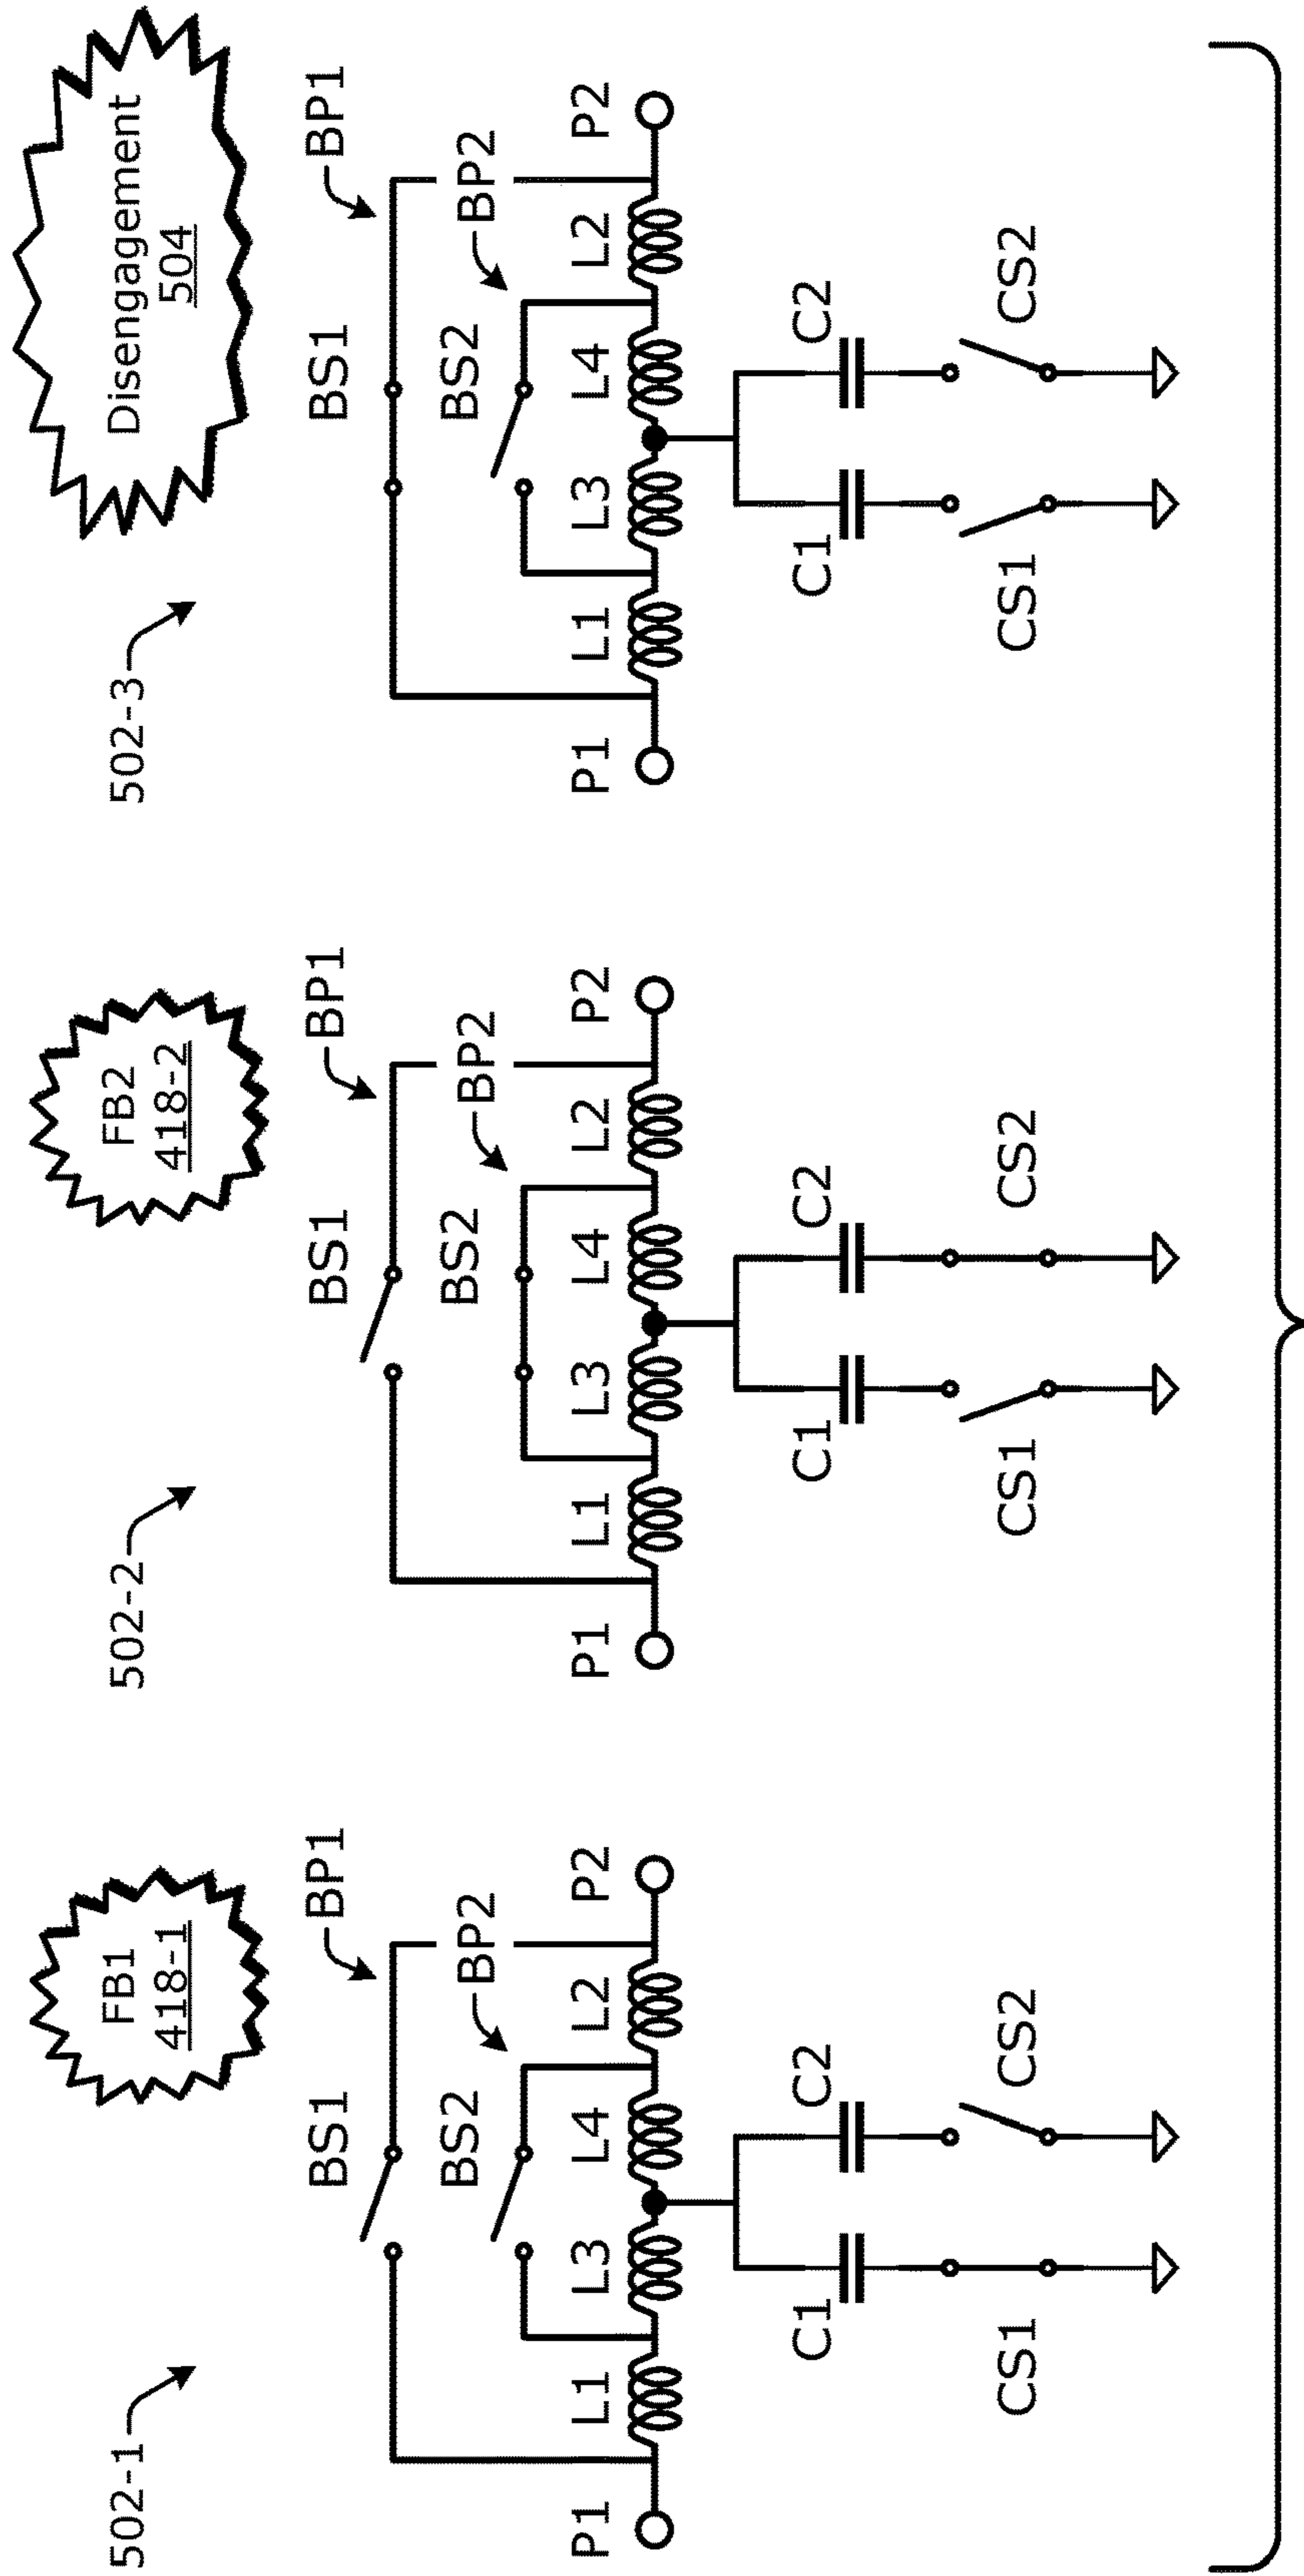 502-1
FB1
418-1
BP1
BS1
BP2
BS2
P1
L1
L3
L4
L2
P2
C1
C2
CS1
CS2
502-2
FB2
418-2
BP1
BS1
BP2
BS2
P1
L1
L3
L4
L2
P2
C1
C2
CS1
CS2
502-3
Disengagement
504
BP1
BS1
BP2
BS2
P1
L1
L3
L4
L2
P2
C1
C2
CS1
CS2